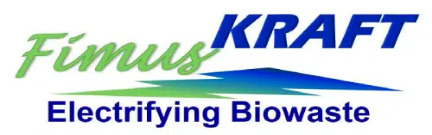 Fimus KRAFT
Electrifying Biowaste